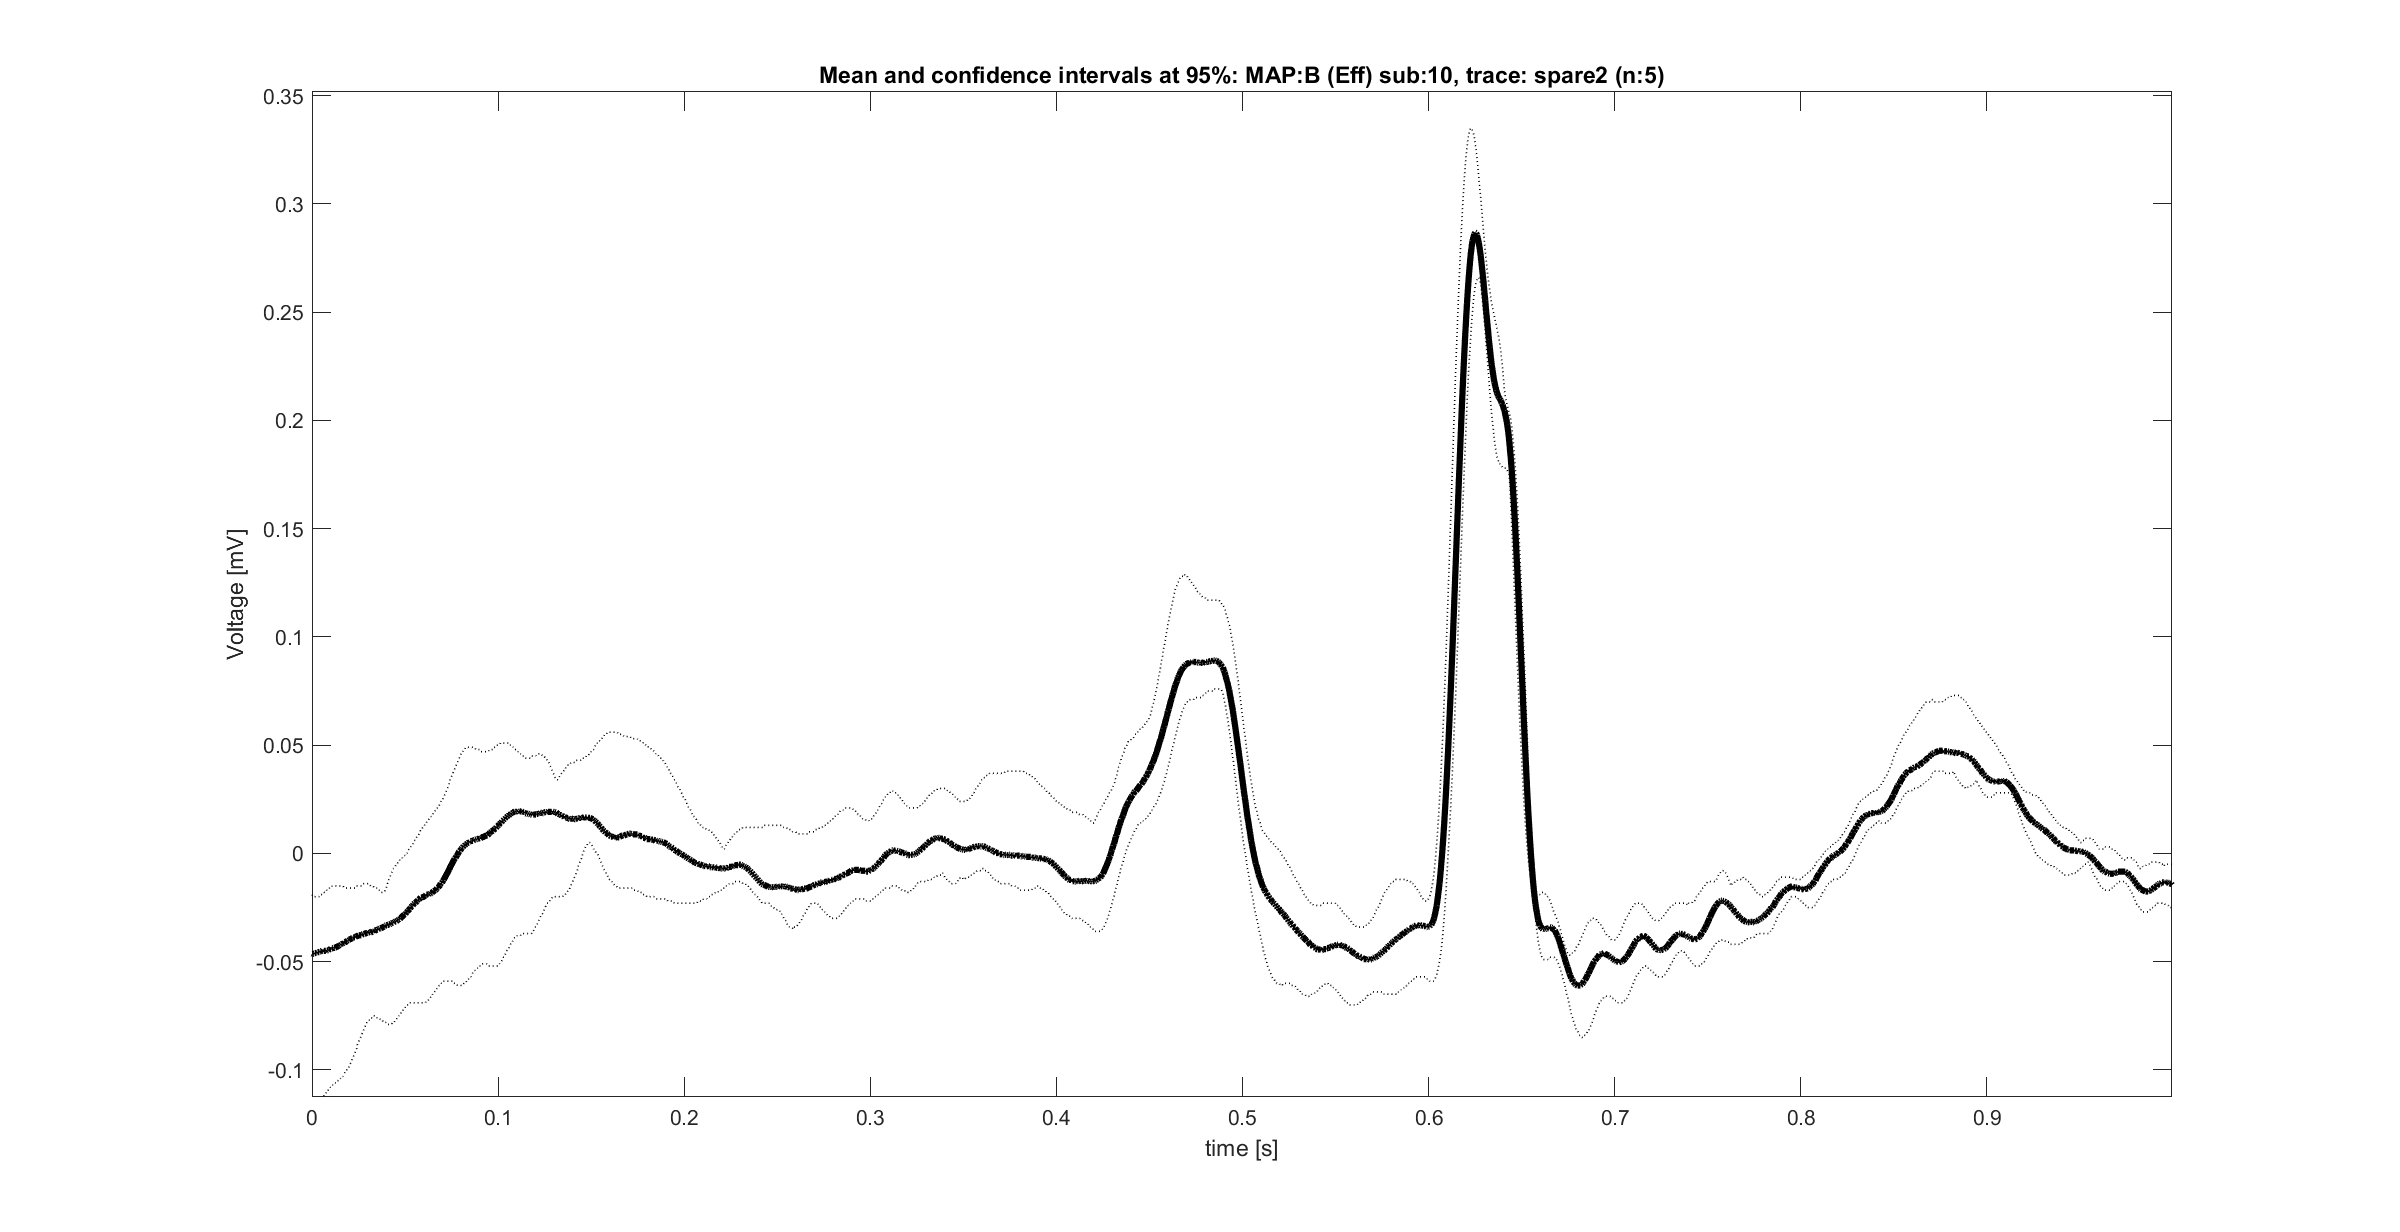 Mean and confidence intervals at 95%: MAP:B (Eff) sub:10, trace: spare2 (n:5)
0.35
0.3
0.25
0.2
0.15
0.1
0.05
0
-0.05
-0.1
Voltage [mV]
0 0.1 0.2 0.3 0.4 0.5 0.6 0.7 0.8 0.9
time [s]